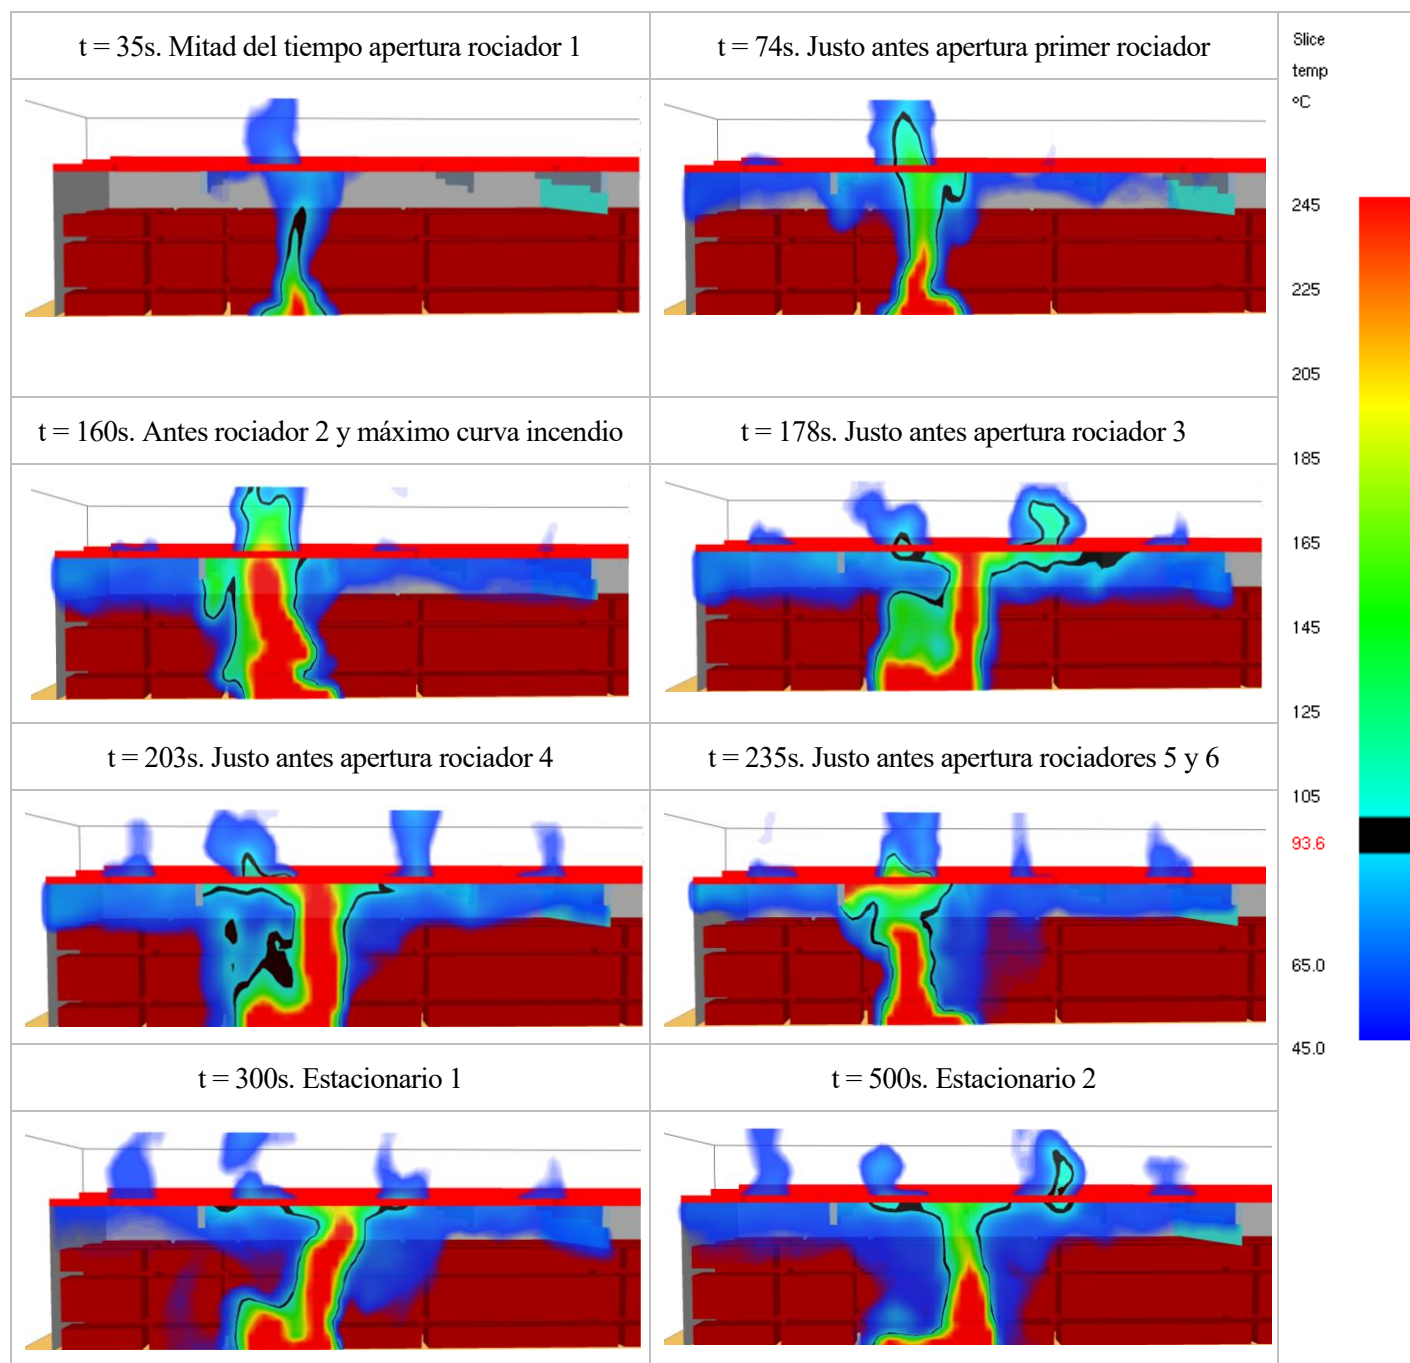 t = 35s. Mitad del tiempo apertura rociador 1
t = 74s. Justo antes apertura primer rociador
Slice
temp
ºC
t = 160s. Antes rociador 2 y máximo curva incendio
t = 178s. Justo antes apertura rociador 3
t = 203s. Justo antes apertura rociador 4
t = 235s. Justo antes apertura rociadores 5 y 6
t = 300s. Estacionario 1
t = 500s. Estacionario 2
245
225
205
185
165
145
125
105
93.6
65.0
45.0